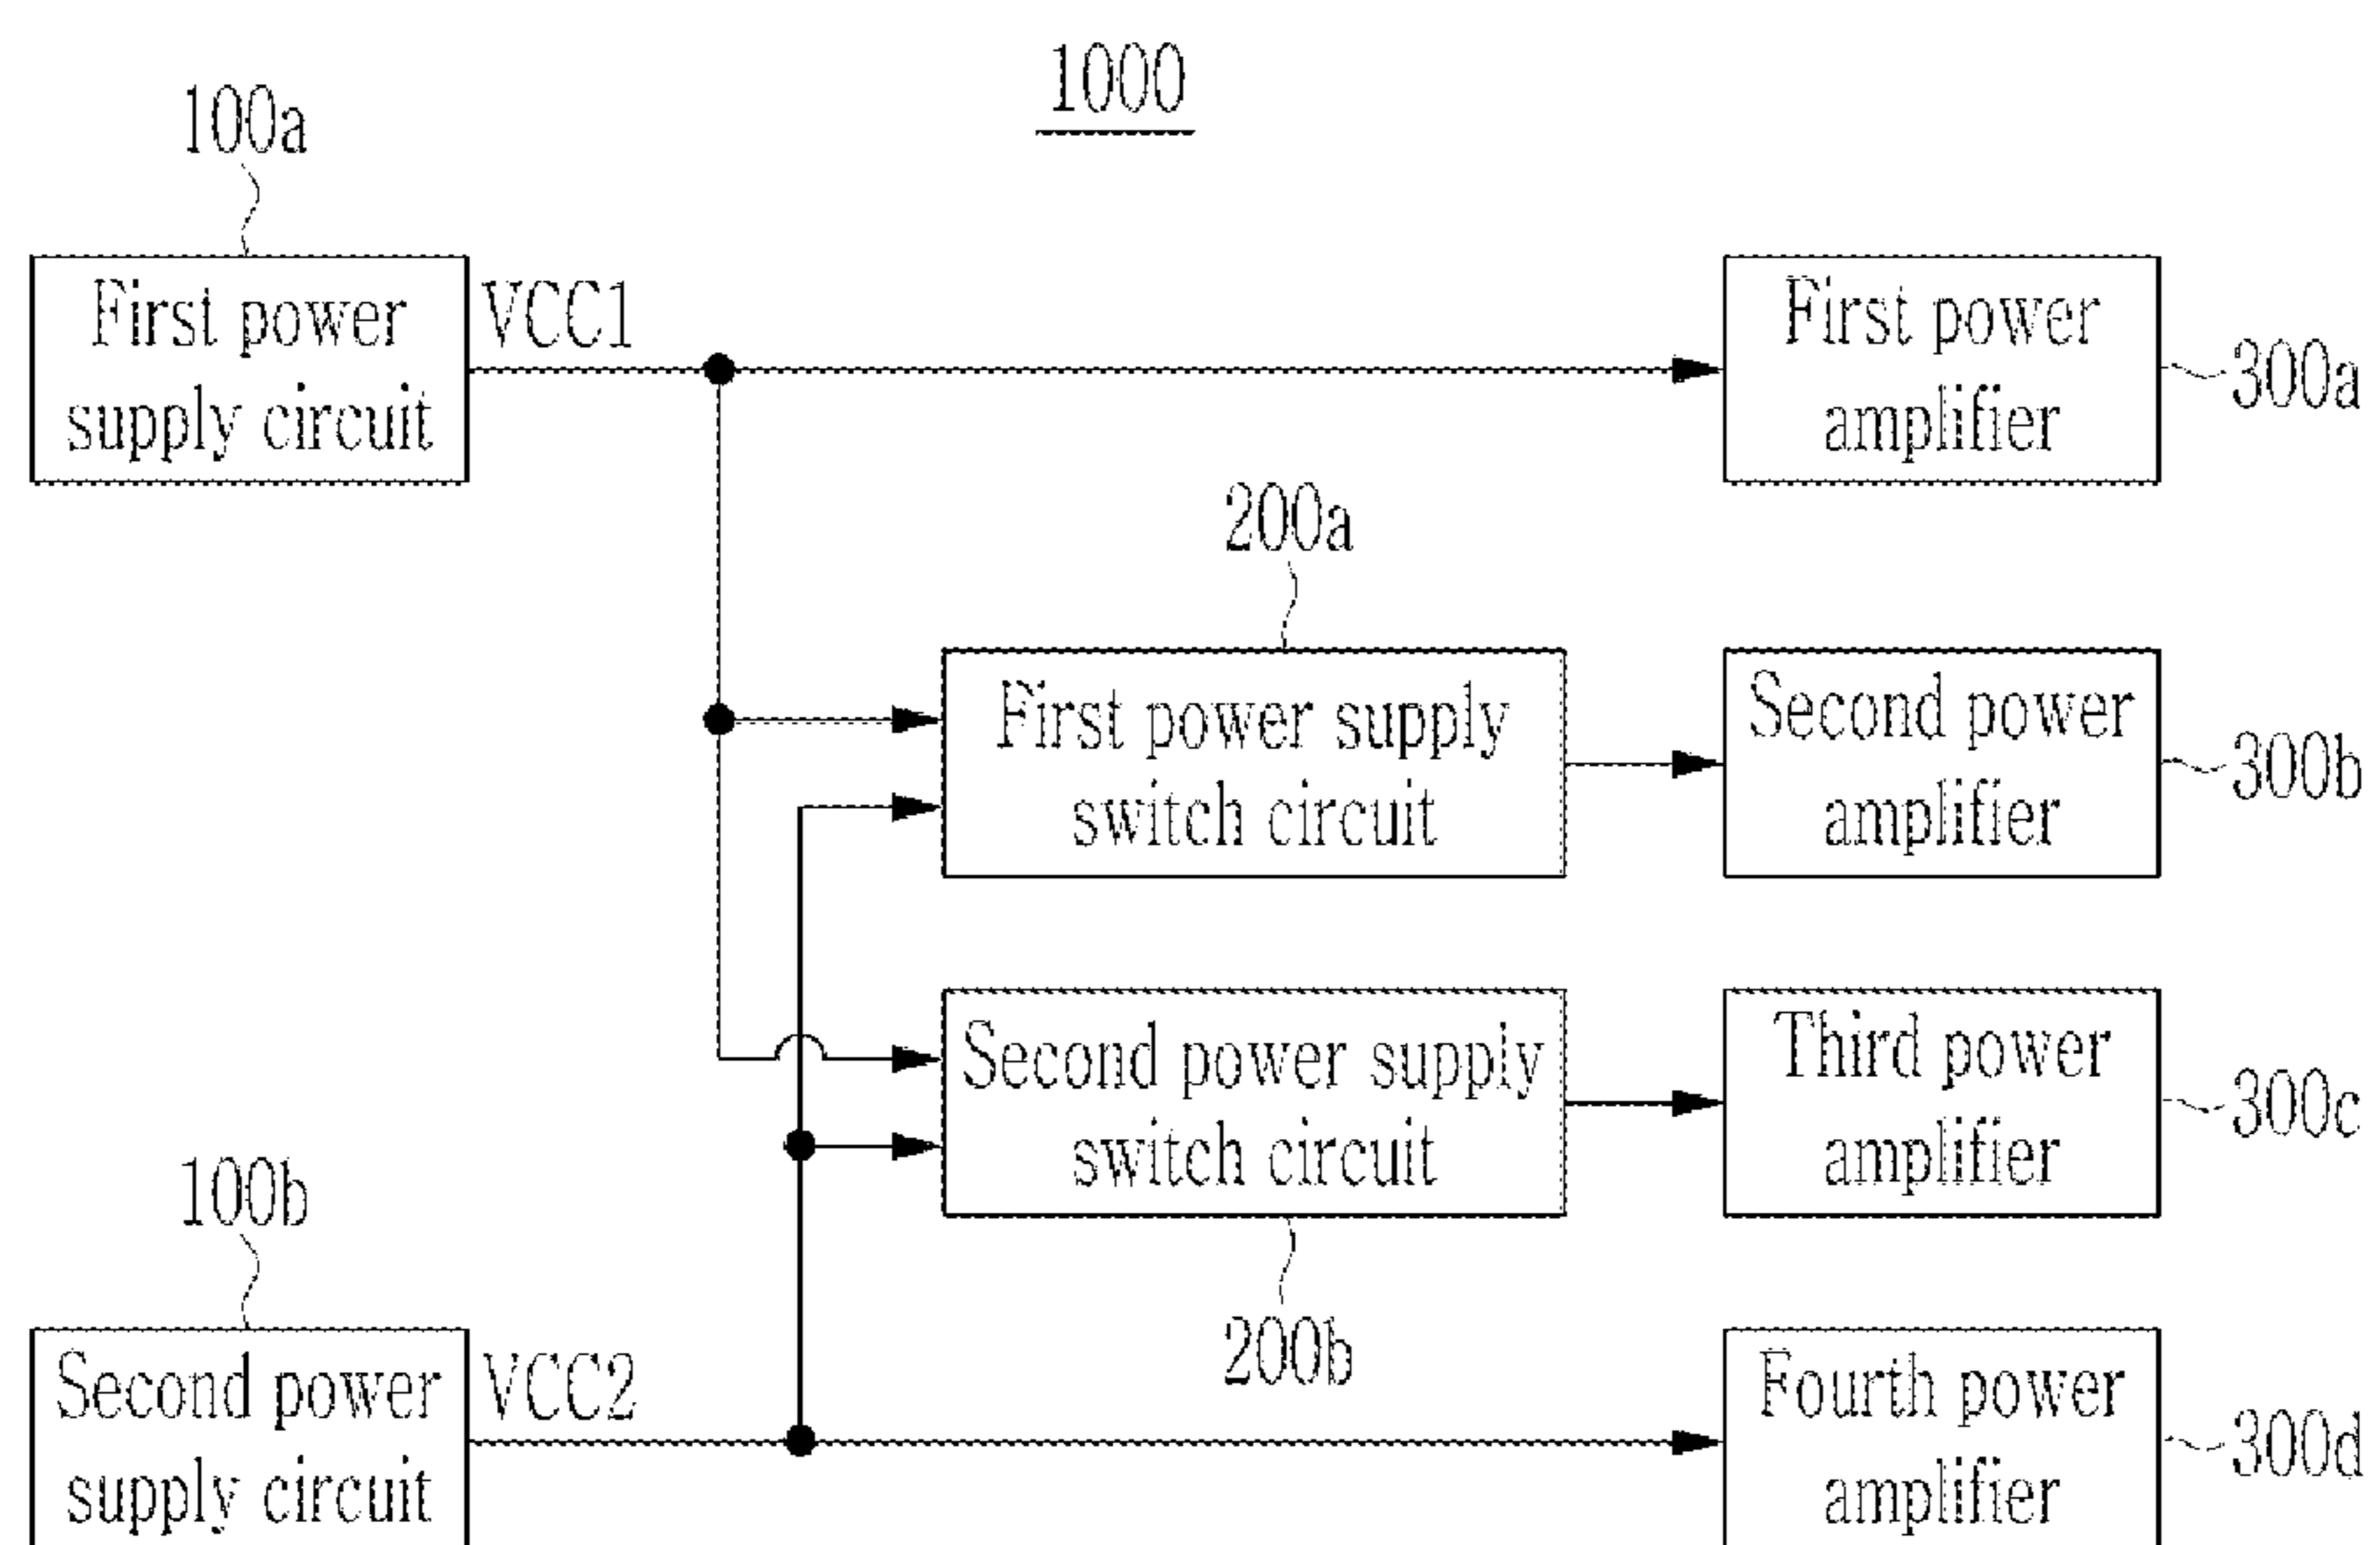 1000
100a
First power
supply circuit
VCC1
First power
amplifier
300a
200a
First power supply
switch circuit
Second power
amplifier
300b
Second power supply
switch circuit
Third power
amplifier
300c
100b
200b
Second power
supply circuit
VCC2
Fourth power
amplifier
300d